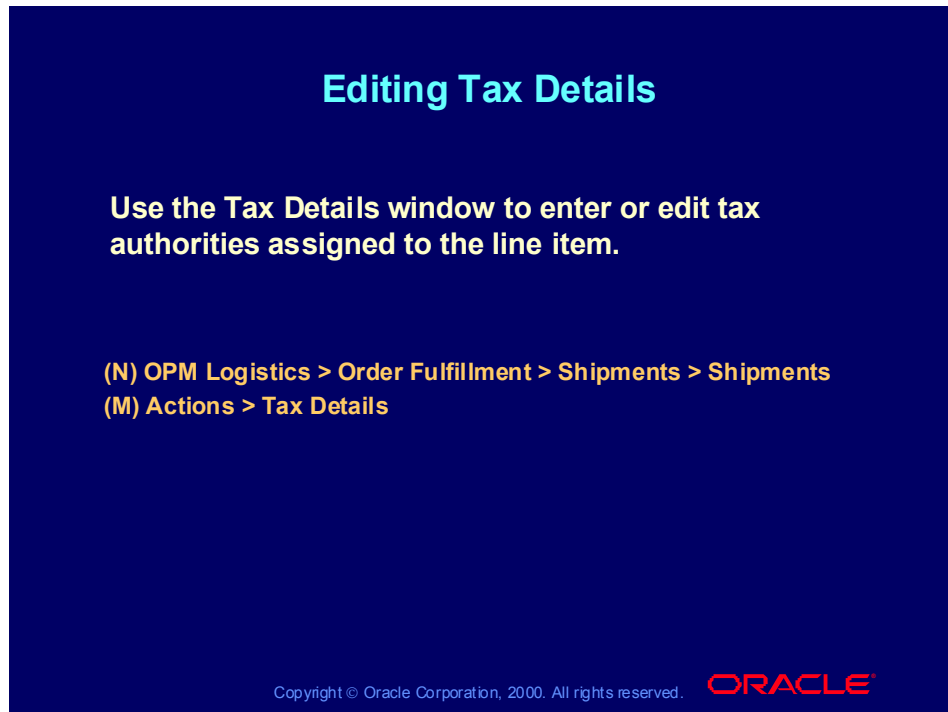 Editing Tax Details
Use the Tax Details window to enter or edit tax
authorities assigned to the line item.
(N) OPM Logistics > Order Fulfillment > Shipments > Shipments
(M) Actions > Tax Details
Copyright © Oracle Corporation, 2000. All rights reserved.
ORACLE®